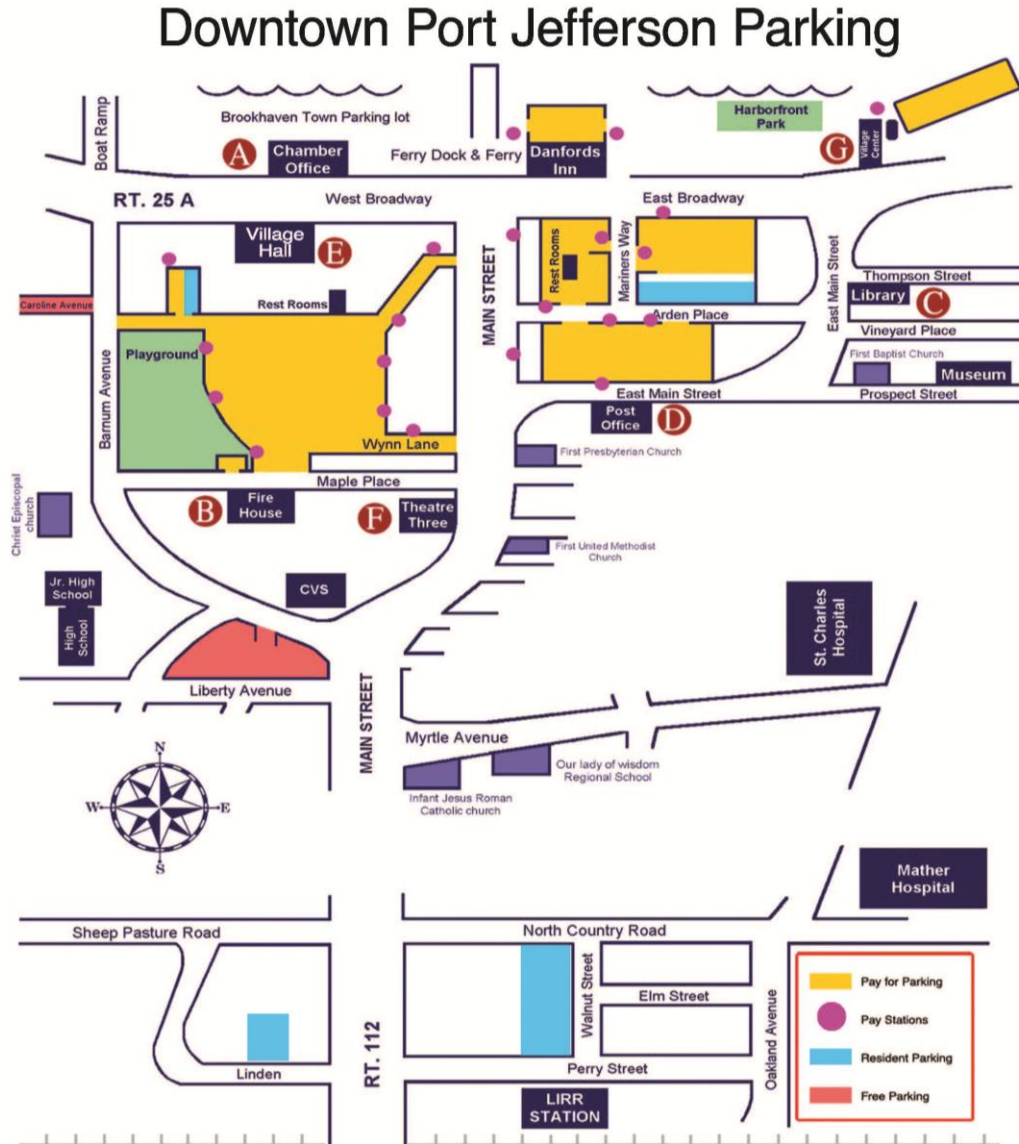 Downtown Port Jefferson Parking
Boat Ramp
Brookhaven Town Parking lot
A
Chamber
Office
Ferry Dock & Ferry
Danfords
Inn
Harborfront
Park
G
Village
Center
RT. 25 A
West Broadway
East Broadway
Village
Hall
E
Rest Rooms
MAIN STREET
Rest Rooms
Mariners Way
East Main Street
Thompson Street
Library
C
Caroline Avenue
Arden Place
Vineyard Place
Playground
Barnum Avenue
First Baptist Church
Museum
East Main Street
Prospect Street
Post
Office
D
Wynn Lane
First Presbyterian Church
Maple Place
Christ Episcopal
church
B
Fire
House
F
Theatre
Three
First United Methodist
Church
Jr. High
School
High
School
CVS
St. Charles
Hospital
Liberty Avenue
MAIN STREET
Myrtle Avenue
Our lady of wisdom
Regional School
Infant Jesus Roman
Catholic church
N
W
E
S
Mather
Hospital
Sheep Pasture Road
North Country Road
Walnut Street
Elm Street
Oakland Avenue
Linden
RT. 112
Perry Street
LIRR
STATION
Pay for Parking
Pay Stations
Resident Parking
Free Parking